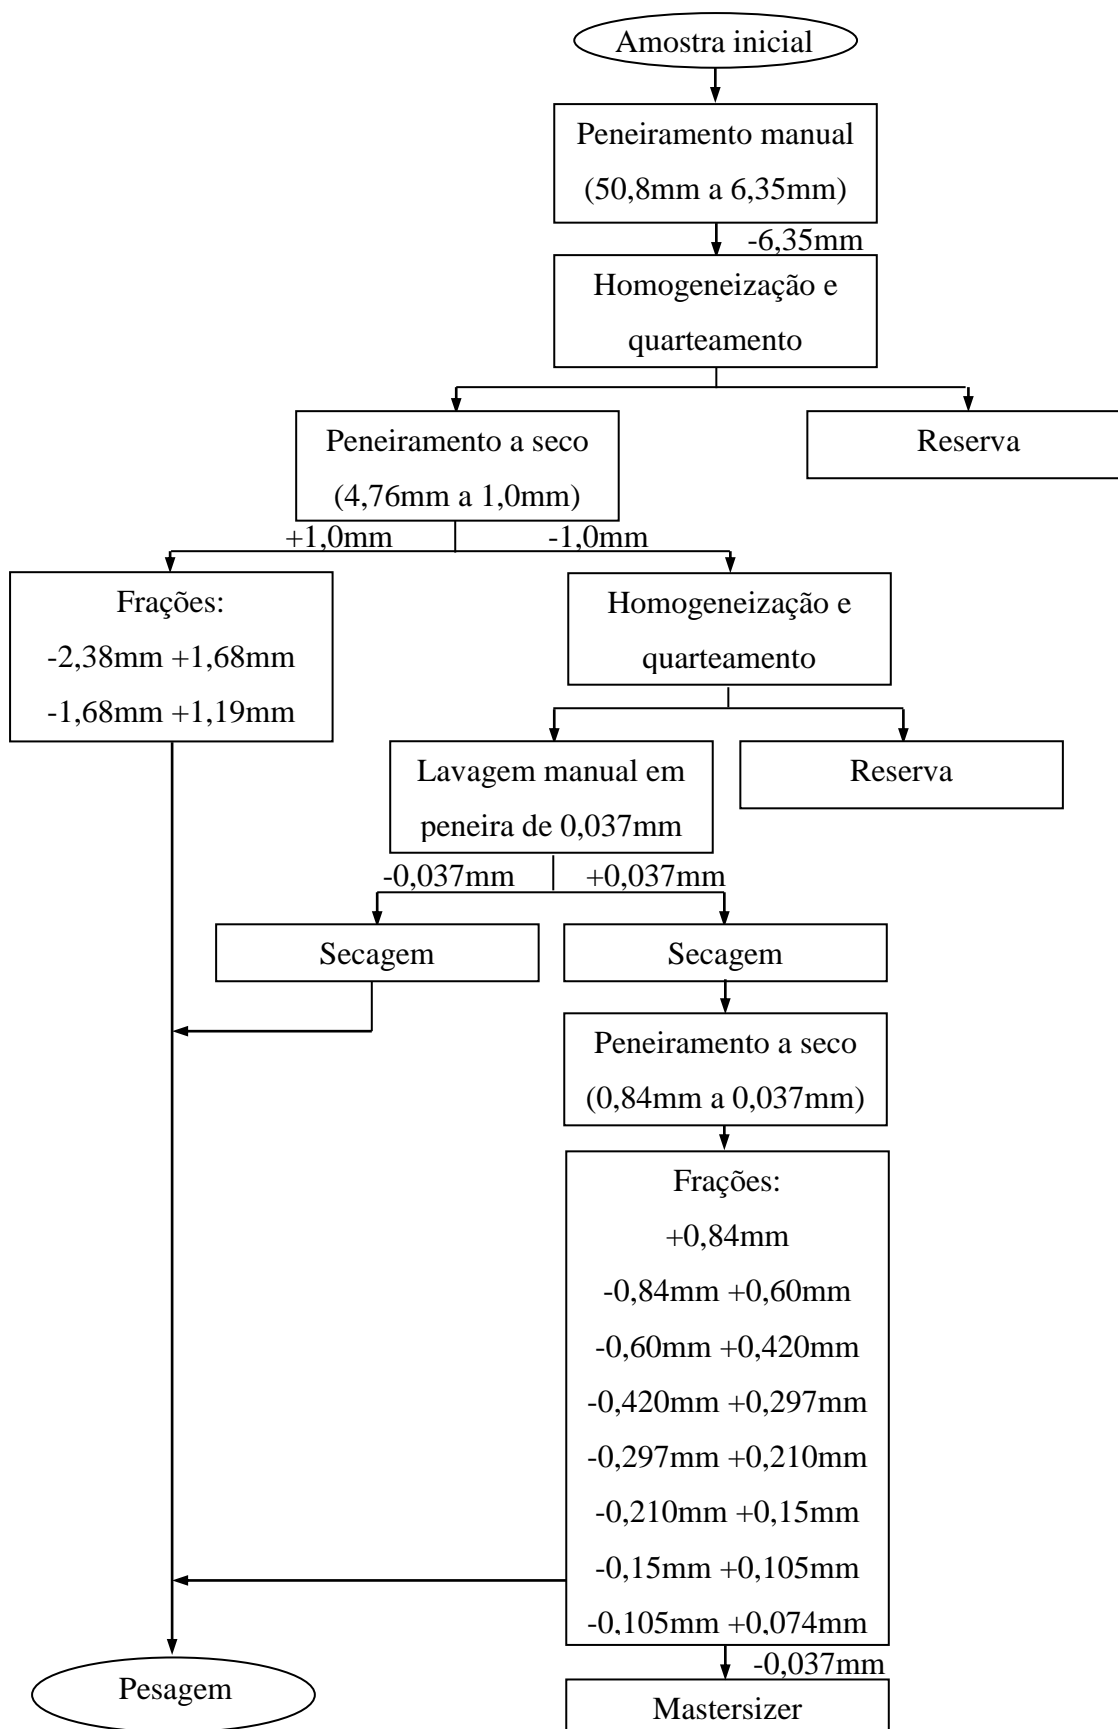 Amostra inicial
Peneiramento manual
(50,8mm a 6,35mm)
-6,35mm
Homogeneização e
quarteamento
Peneiramento a seco
(4,76mm a 1,0mm)
Reserva
+1,0mm
-1,0mm
Frações:
-2,38mm +1,68mm
-1,68mm +1,19mm
Homogeneização e
quarteamento
Lavagem manual em
peneira de 0,037mm
Reserva
-0,037mm
+0,037mm
Secagem
Secagem
Peneiramento a seco
(0,84mm a 0,037mm)
Frações:
+0,84mm
-0,84mm +0,60mm
-0,60mm +0,420mm
-0,420mm +0,297mm
-0,297mm +0,210mm
-0,210mm +0,15mm
-0,15mm +0,105mm
-0,105mm +0,074mm
-0,037mm
Pesagem
Mastersizer